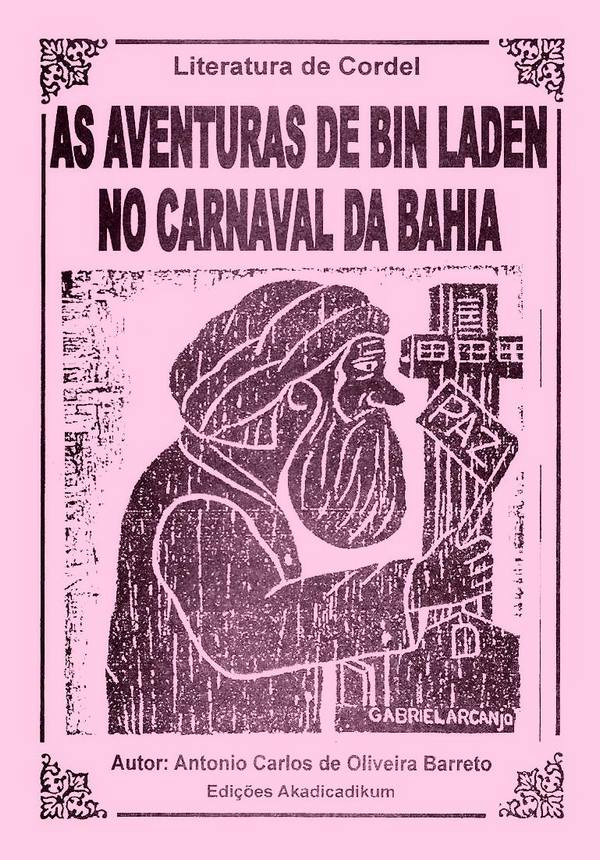 Literatura de Cordel
AS AVENTURAS DE BIN LADEN
NO CARNAVAL DA BAHIA
PAZ
GABRIEL ARCANJO
Autor: Antonio Carlos de Oliveira Barreto
Edições Akadicadikum